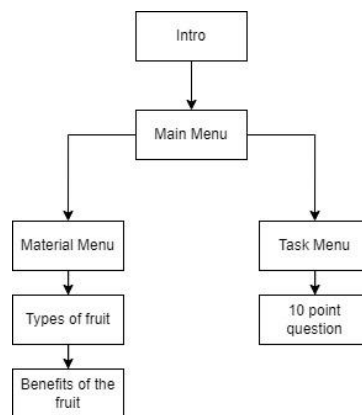 Intro
Main Menu
Material Menu
Task Menu
Types of fruit
10 point
question
Benefits of the
fruit